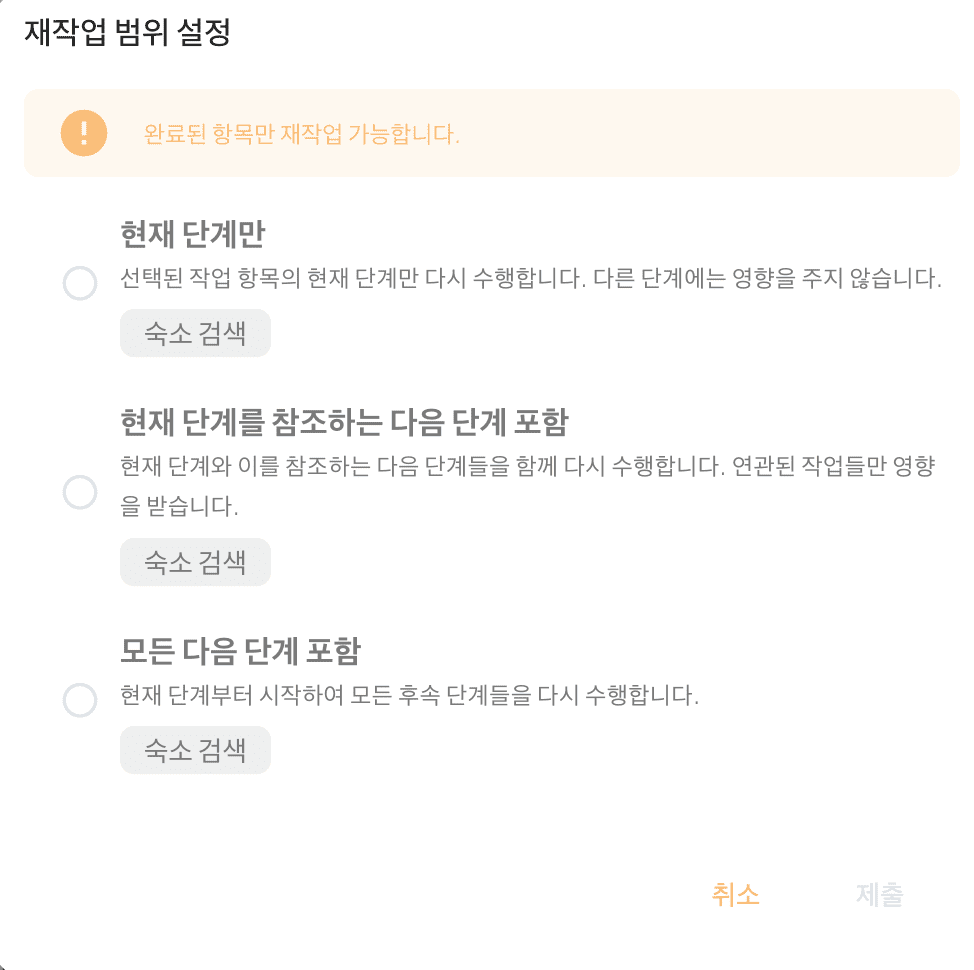 재작업 범위 설정
완료된 항목만 재작업 가능합니다.
현재 단계만
선택된 작업 항목의 현재 단계만 다시 수행합니다. 다른 단계에는 영향을 주지 않습니다.
숙소 검색
현재 단계를 참조하는 다음 단계 포함
현재 단계와 이를 참조하는 다음 단계들을 함께 다시 수행합니다. 연관된 작업들만 영향
을 받습니다.
숙소 검색
모든 다음 단계 포함
현재 단계부터 시작하여 모든 후속 단계들을 다시 수행합니다.
숙소 검색
취소 제출